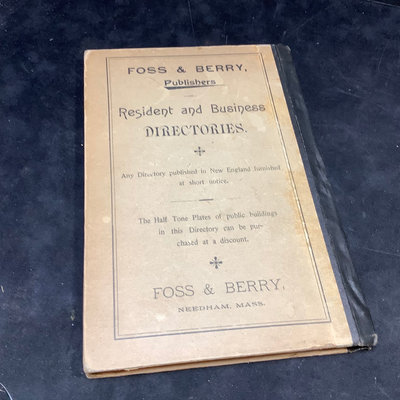 FOSS & BERRY,
Publishers
Resident and Business
DIRECTORIES.
Any Directory published in New England furnished
at short notice.
The Half Tone Plates of public buildings
in this Directory can be pur-
chased at a discount.
FOSS & BERRY,
NEEDHAM, MASS.